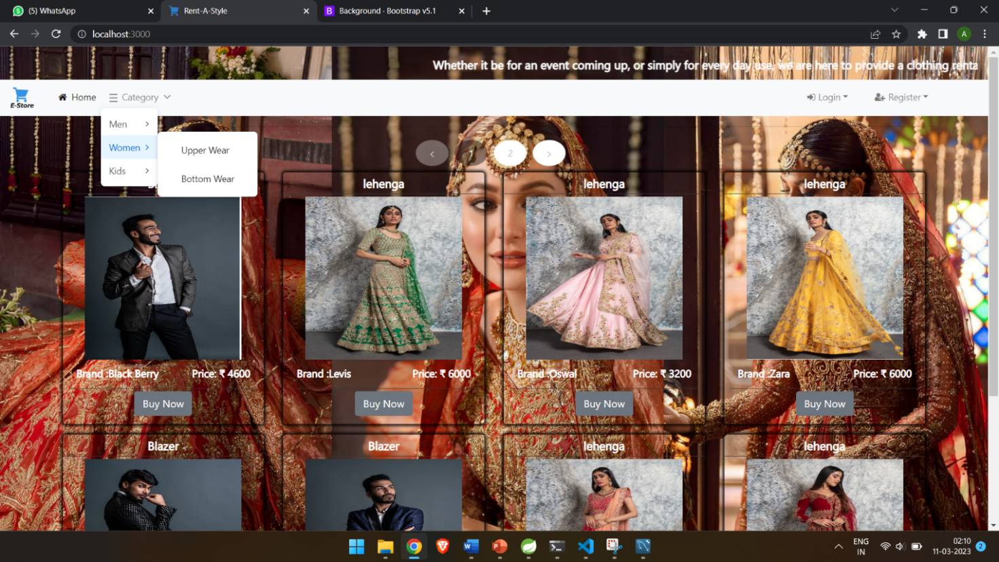 (5) WhatsApp
Rent-A-Style
Background · Bootstrap v5.1
localhost:3000
A
Whether it be for an event coming up, or simply for every day use, we are here to provide a clothing renta
E-Store
Home
Category
Login
Register
Men
Women
Kids
Upper Wear
Bottom Wear
< 1 2 >
lehenga
lehenga
lehenga
Brand :Black Berry Price: ₹ 4600
Brand :Levis Price: ₹ 6000
Brand :Oswal Price: ₹ 3200
Brand :Zara Price: ₹ 6000
Buy Now
Buy Now
Buy Now
Buy Now
Blazer
Blazer
lehenga
lehenga
ENG
IN
02:10
11-03-2023
2